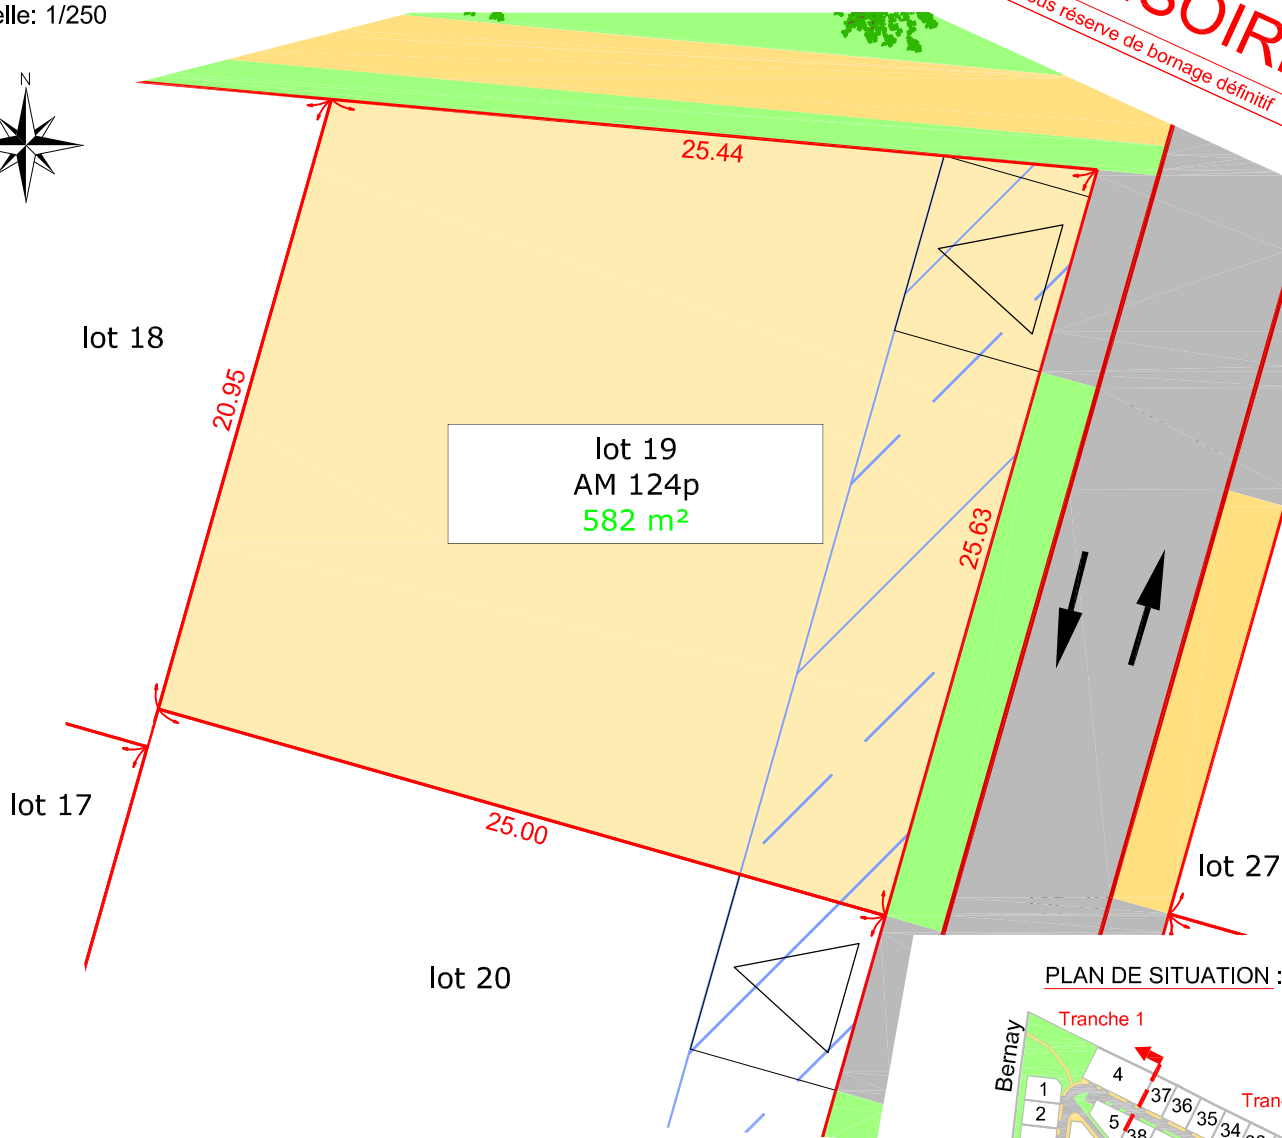 1/250
sous réserve de bornage définitif
N
25.44
lot 18
20.95
lot 19
AM 124p
582 m²
25.63
25.00
lot 17
lot 27
lot 20
PLAN DE SITUATION :
Tranche 1
Bernay
4
1
37
36
35
34
2
5
38